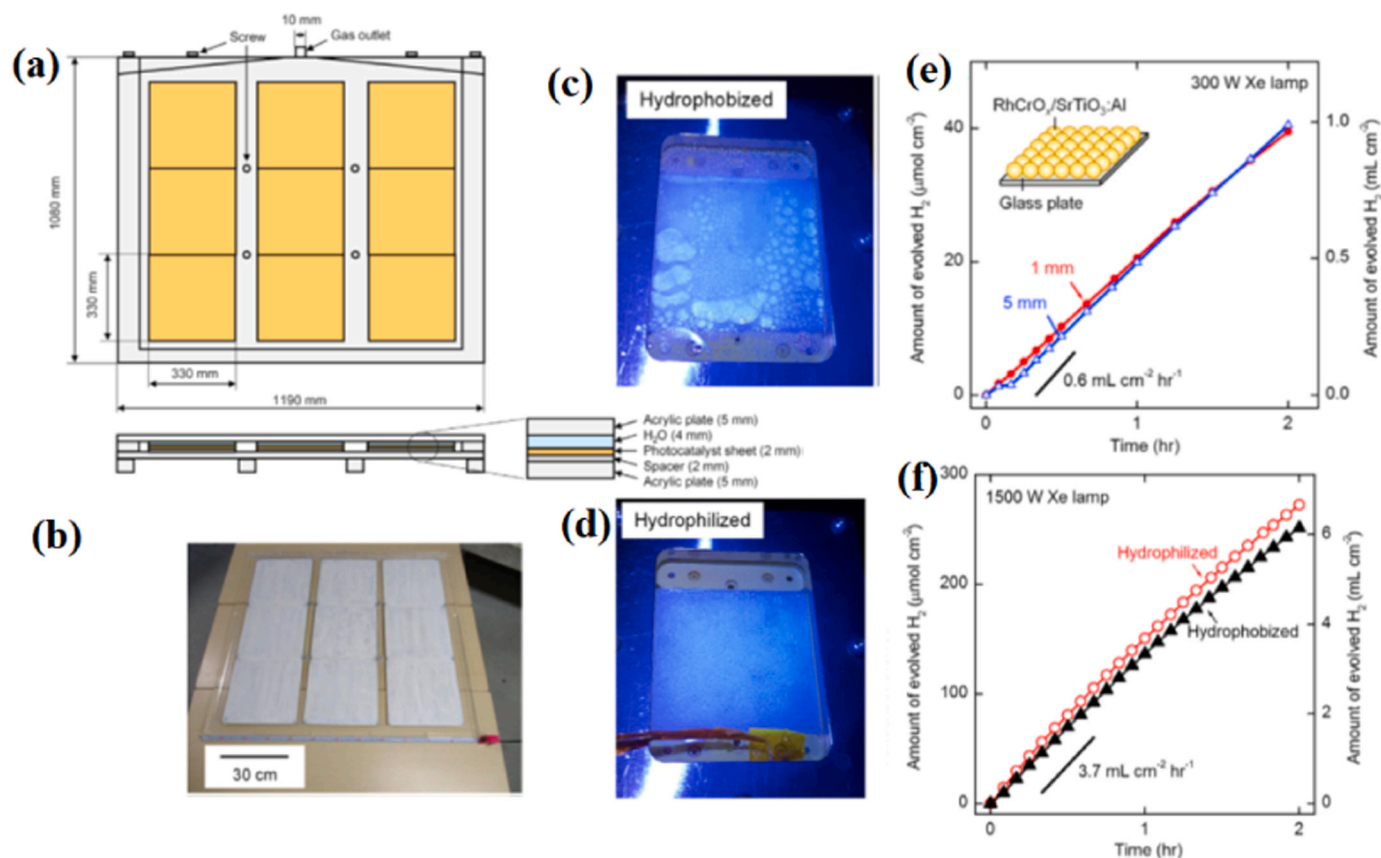 (a)
10 mm
Screw
Gas outlet
1080 mm
330 mm
330 mm
1190 mm
Acrylic plate (5 mm)
H₂O (4 mm)
Photocatalyst sheet (2 mm)
Spacer (2 mm)
Acrylic plate (5 mm)
(b)
30 cm
(c)
Hydrophobized
(d)
Hydrophilized
(e)
300 W Xe lamp
RhCrOₓ/SrTiO₃:Al
Glass plate
1 mm
5 mm
0.6 mL cm⁻² hr⁻¹
Amount of evolved H₂ (μmol cm⁻²)
40
20
0
Amount of evolved H₂ (mL cm⁻²)
1.0
0.5
0.0
0 1 2
Time (hr)
(f)
1500 W Xe lamp
Hydrophilized
Hydrophobized
3.7 mL cm⁻² hr⁻¹
Amount of evolved H₂ (μmol cm⁻²)
300
200
100
0
Amount of evolved H₂ (mL cm⁻²)
6
4
2
0
0 1 2
Time (hr)